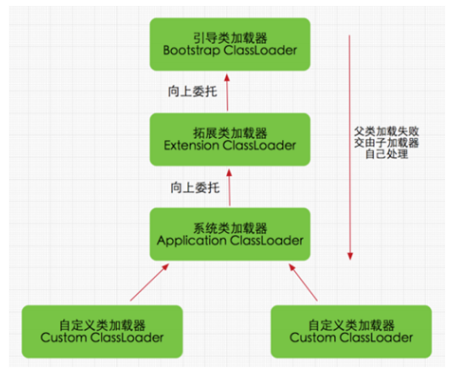 引导类加载器
Bootstrap ClassLoader
向上委托
拓展类加载器
Extension ClassLoader
父类加载失败
交由子加载器
自己处理
向上委托
系统类加载器
Application ClassLoader
自定义类加载器
Custom ClassLoader
自定义类加载器
Custom ClassLoader